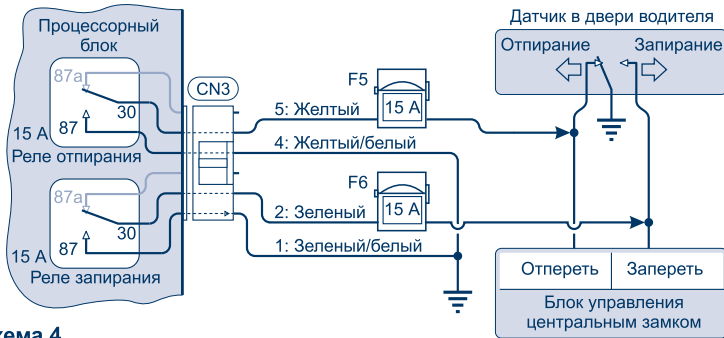 Процессорный
блок
87a
30
15 A
87
Реле отпирания
87a
30
15 A
87
Реле запирания
CN3
5: Желтый
4: Желтый/белый
2: Зеленый
1: Зеленый/белый
F5
15 A
F6
15 A
Датчик в двери водителя
Отпирание
Запирание
Отпереть
Запереть
Блок управления
центральным замком